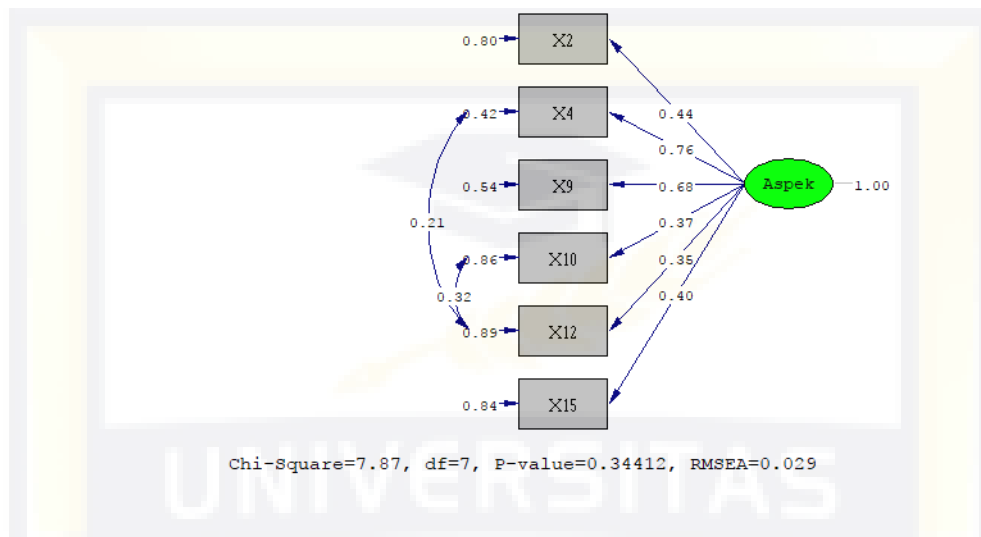 0.80 X2
0.44
0.42 X4
0.76
0.54 X9 0.68 Aspek 1.00
0.21
0.37
0.86 X10
0.35
0.32
0.40
0.89 X12
0.84 X15
Chi-Square=7.87, df=7, P-value=0.34412, RMSEA=0.029
UNIVERSITAS